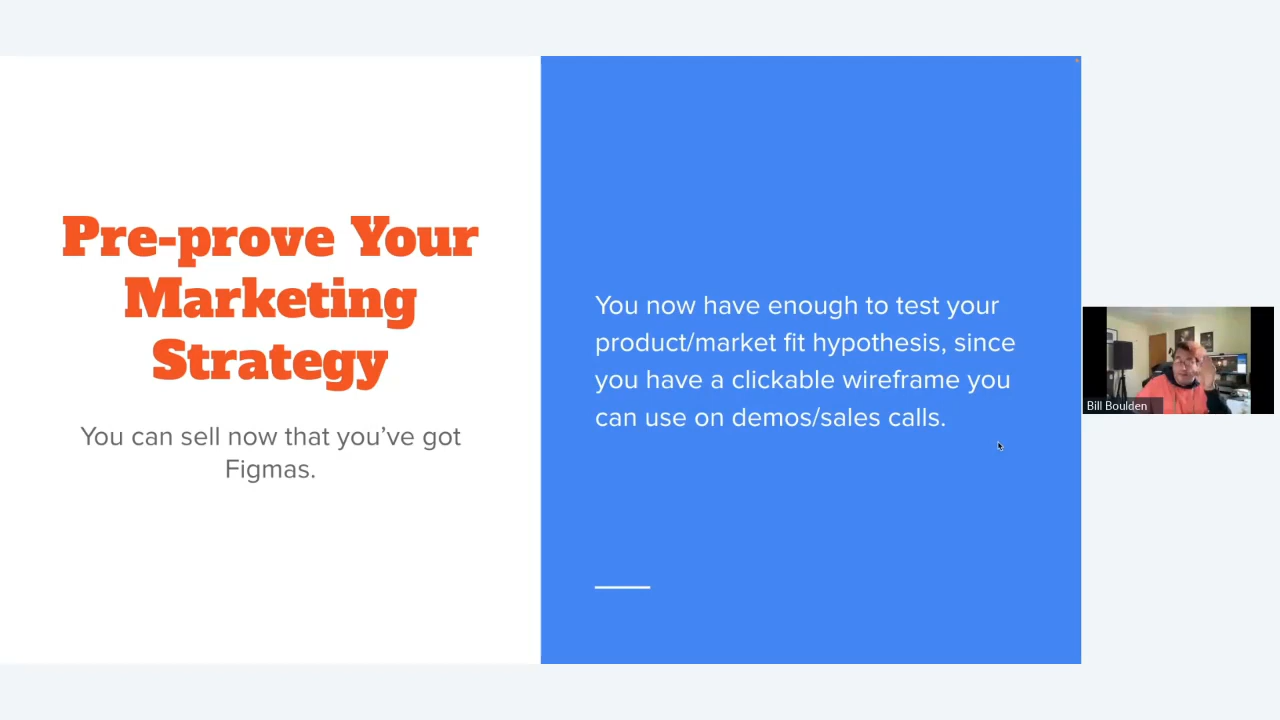 Pre-prove Your
Marketing
Strategy
You can sell now that you’ve got
Figmas.
You now have enough to test your
product/market fit hypothesis, since
you have a clickable wireframe you
can use on demos/sales calls.
Bill Boulden